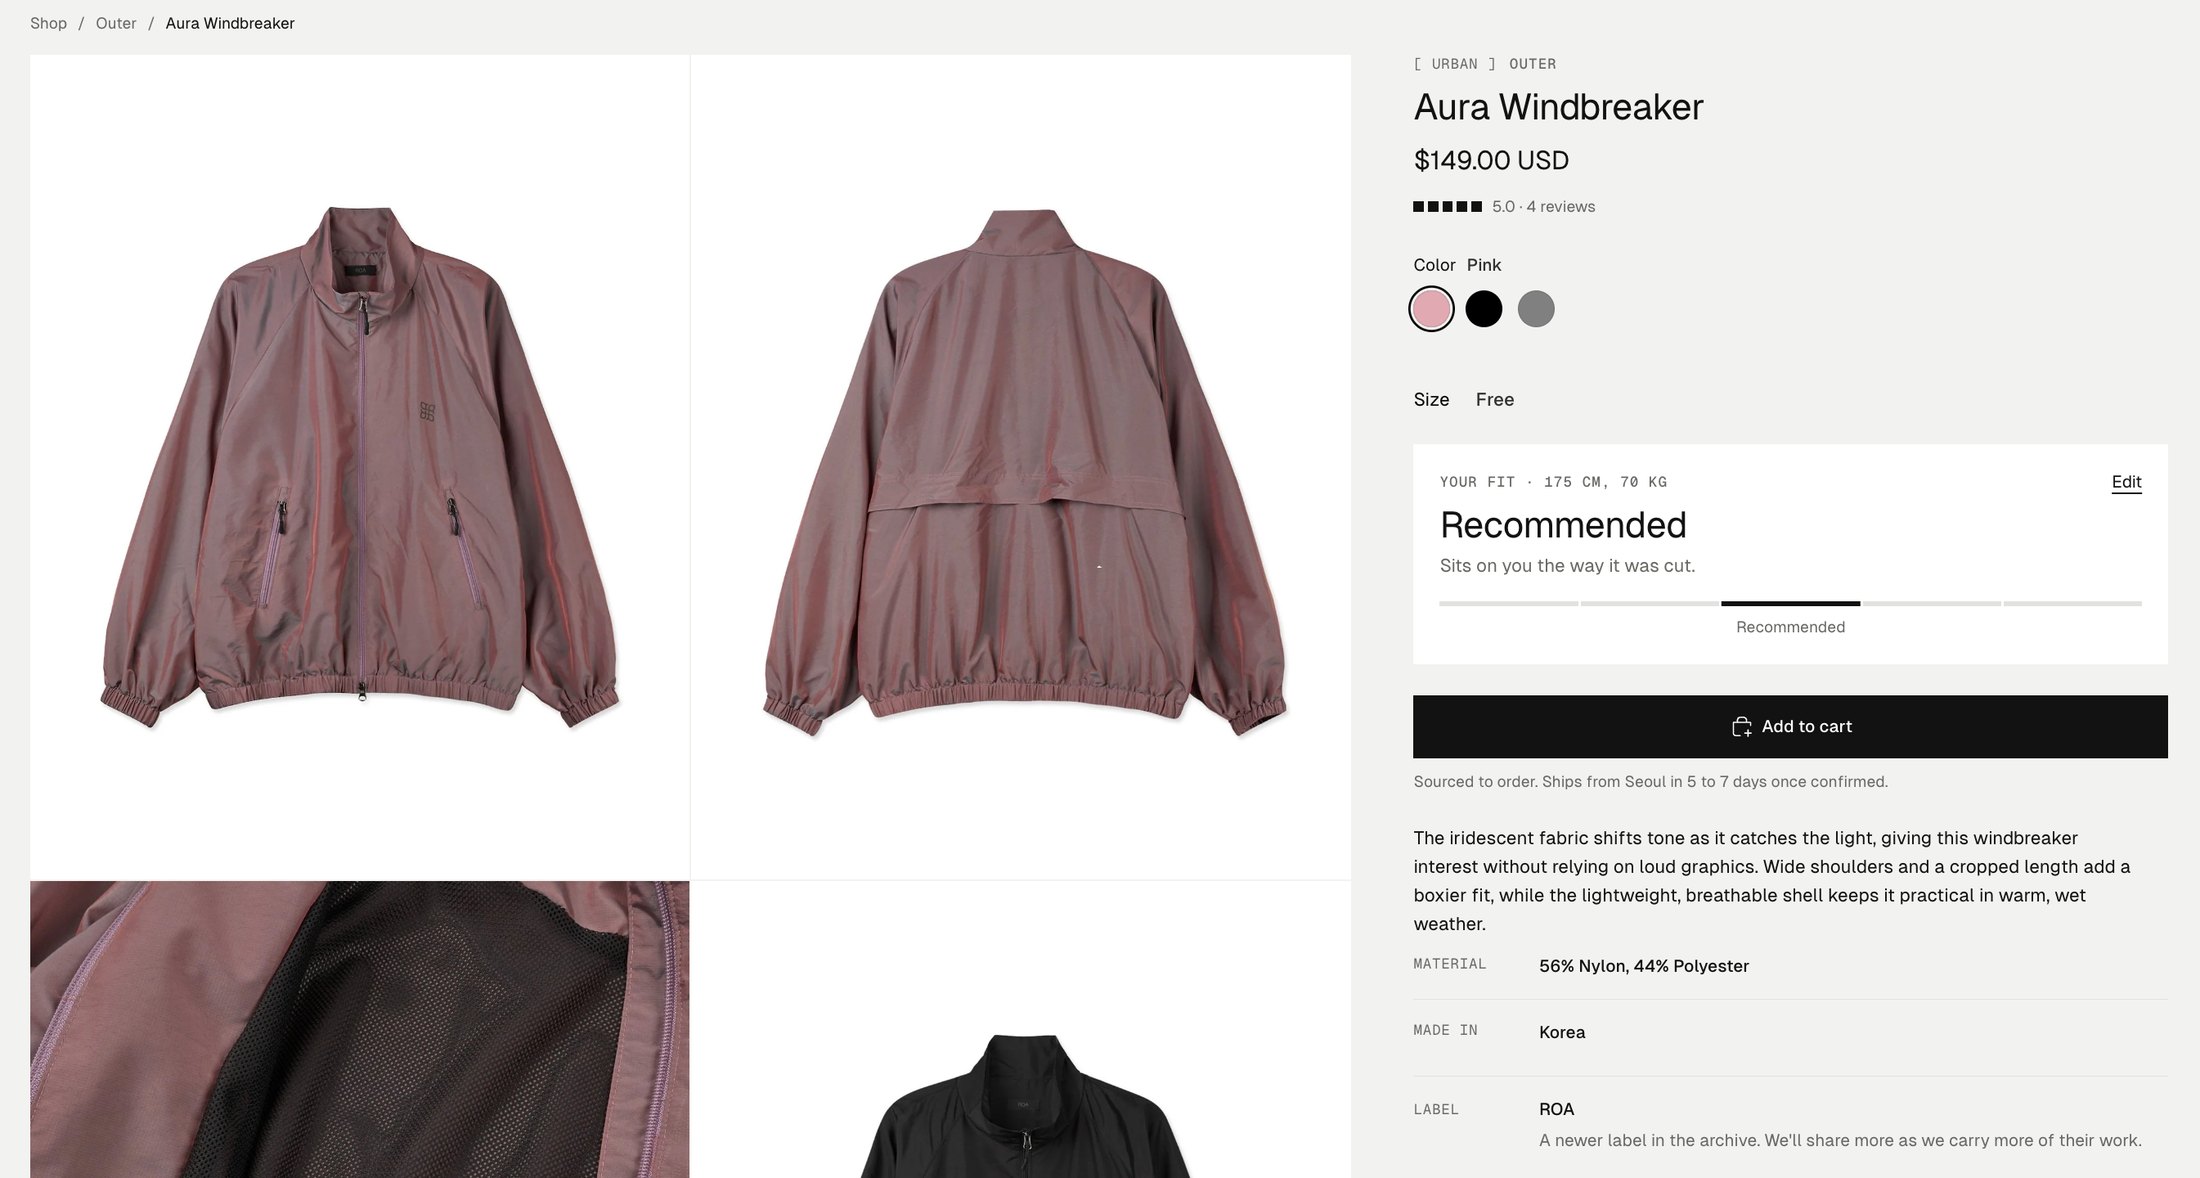 Shop / Outer / Aura Windbreaker
[ URBAN ] OUTER
Aura Windbreaker
$149.00 USD
5.0 · 4 reviews
Color Pink
Size Free
YOUR FIT · 175 CM, 70 KG
Edit
Recommended
Sits on you the way it was cut.
Recommended
Add to cart
Sourced to order. Ships from Seoul in 5 to 7 days once confirmed.
The iridescent fabric shifts tone as it catches the light, giving this windbreaker
interest without relying on loud graphics. Wide shoulders and a cropped length add a
boxier fit, while the lightweight, breathable shell keeps it practical in warm, wet
weather.
MATERIAL 56% Nylon, 44% Polyester
MADE IN Korea
LABEL ROA
A newer label in the archive. We'll share more as we carry more of their work.
ROA
ROA